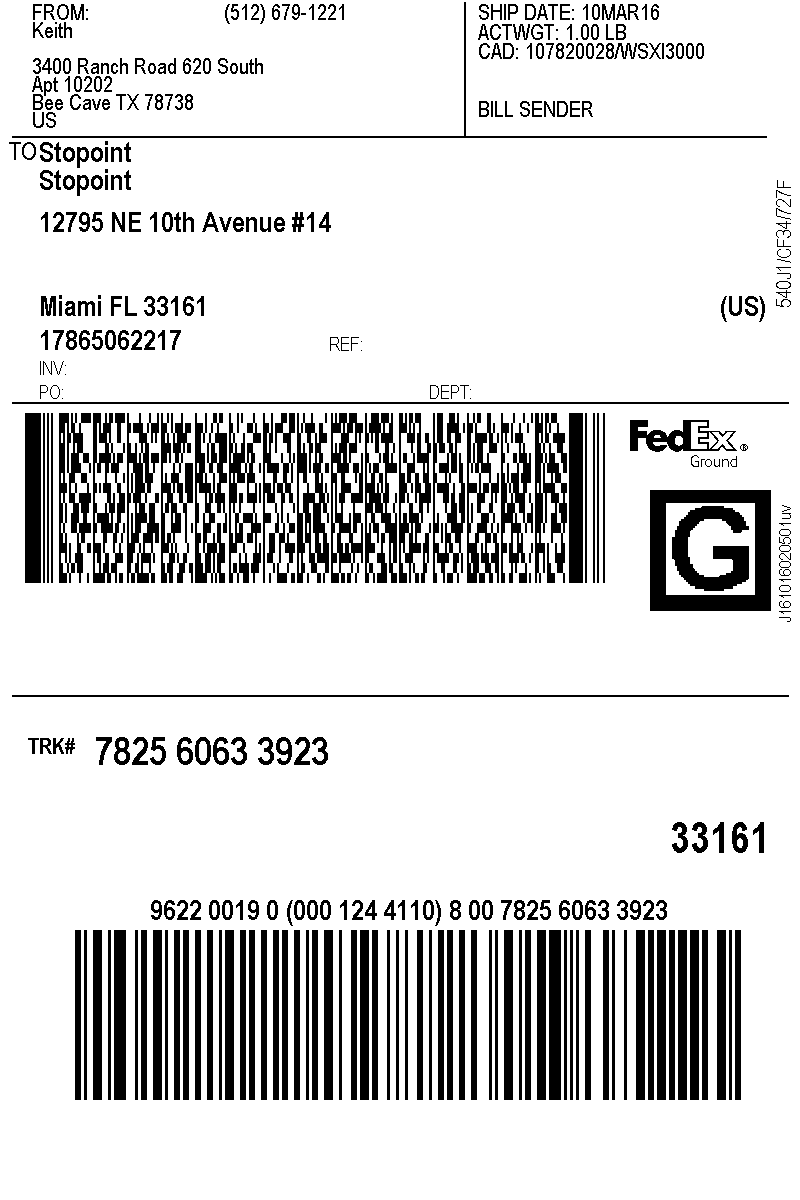 FROM: (512) 679-1221
Keith
3400 Ranch Road 620 South
Apt 10202
Bee Cave TX 78738
US
SHIP DATE: 10MAR16
ACTWGT: 1.00 LB
CAD: 107820028/WSXI3000
BILL SENDER
TO Stopoint
Stopoint
12795 NE 10th Avenue #14
Miami FL 33161 (US)
17865062217 REF:
INV:
PO: DEPT:
540J1/CF34/727F
FedEx®
Ground
G
J161016020501uv
TRK# 7825 6063 3923
33161
9622 0019 0 (000 124 4110) 8 00 7825 6063 3923